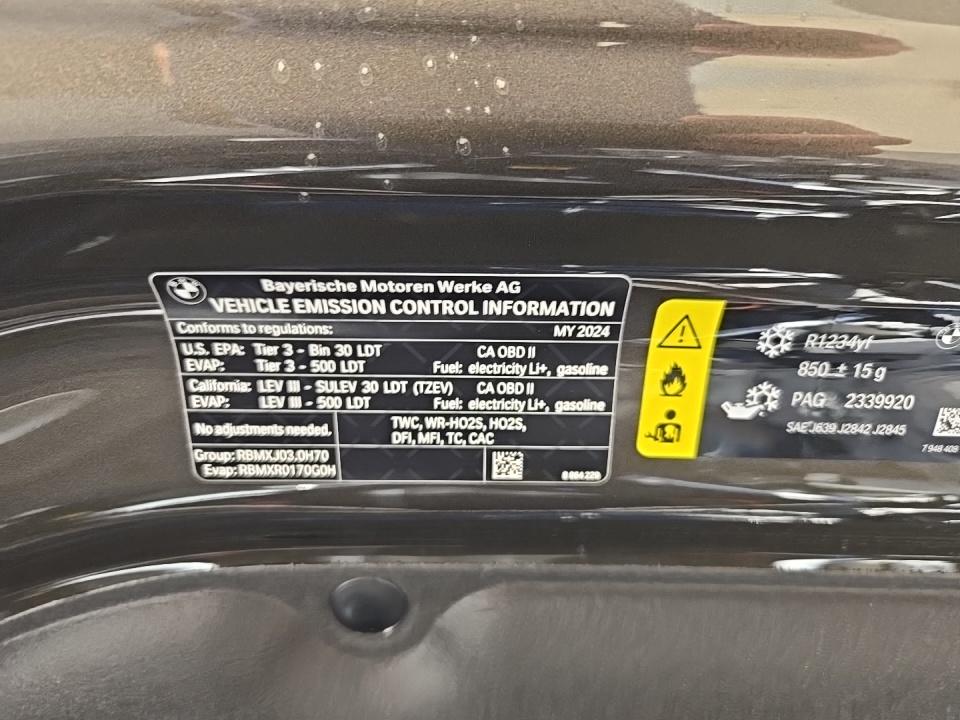 Bayerische Motoren Werke AG
VEHICLE EMISSION CONTROL INFORMATION
Conforms to regulations: MY 2024
U.S. EPA: Tier 3 - Bin 30 LDT CA OBD II
EVAP: Tier 3 - 500 LDT Fuel: electricity Li+, gasoline
California: LEV III - SULEV 30 LDT (TZEV) CA OBD II
EVAP: LEV III - 500 LDT Fuel: electricity Li+, gasoline
No adjustments needed.
TWC, WR-HO2S, HO2S,
DFI, MFI, TC, CAC
Group: RBMXJ03.0H70
Evap: RBMXR0170G0H
R1234yf
850 ± 15 g
PAG 2339920
SAE J639 J2842 J2845
7 948 408